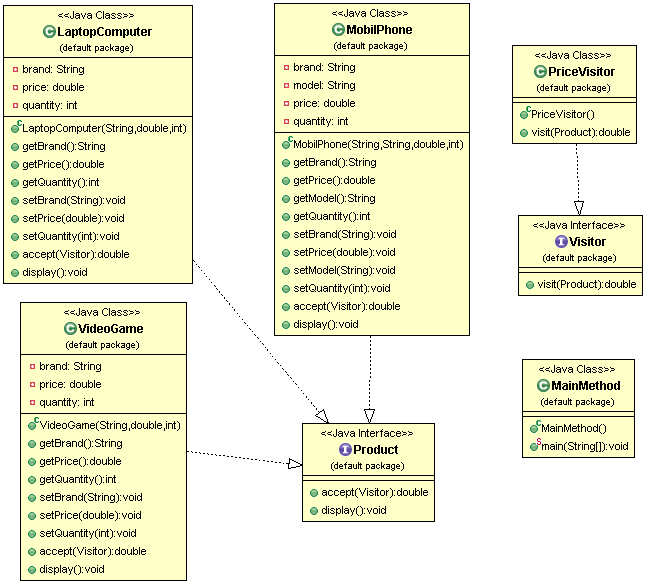 <<Java Class>>
LaptopComputer
(default package)
brand: String
price: double
quantity: int
LaptopComputer(String,double,int)
getBrand():String
getPrice():double
getQuantity():int
setBrand(String):void
setPrice(double):void
setQuantity(int):void
accept(Visitor):double
display():void
<<Java Class>>
MobilPhone
(default package)
brand: String
model: String
price: double
quantity: int
MobilPhone(String,String,double,int)
getBrand():String
getPrice():double
getModel():String
getQuantity():int
setBrand(String):void
setPrice(double):void
setModel(String):void
setQuantity(int):void
accept(Visitor):double
display():void
<<Java Class>>
PriceVisitor
(default package)
PriceVisitor()
visit(Product):double
<<Java Interface>>
Visitor
(default package)
visit(Product):double
<<Java Class>>
VideoGame
(default package)
brand: String
price: double
quantity: int
VideoGame(String,double,int)
getBrand():String
getPrice():double
getQuantity():int
setBrand(String):void
setPrice(double):void
setQuantity(int):void
accept(Visitor):double
display():void
<<Java Interface>>
Product
(default package)
accept(Visitor):double
display():void
<<Java Class>>
MainMethod
(default package)
MainMethod()
main(String[]):void